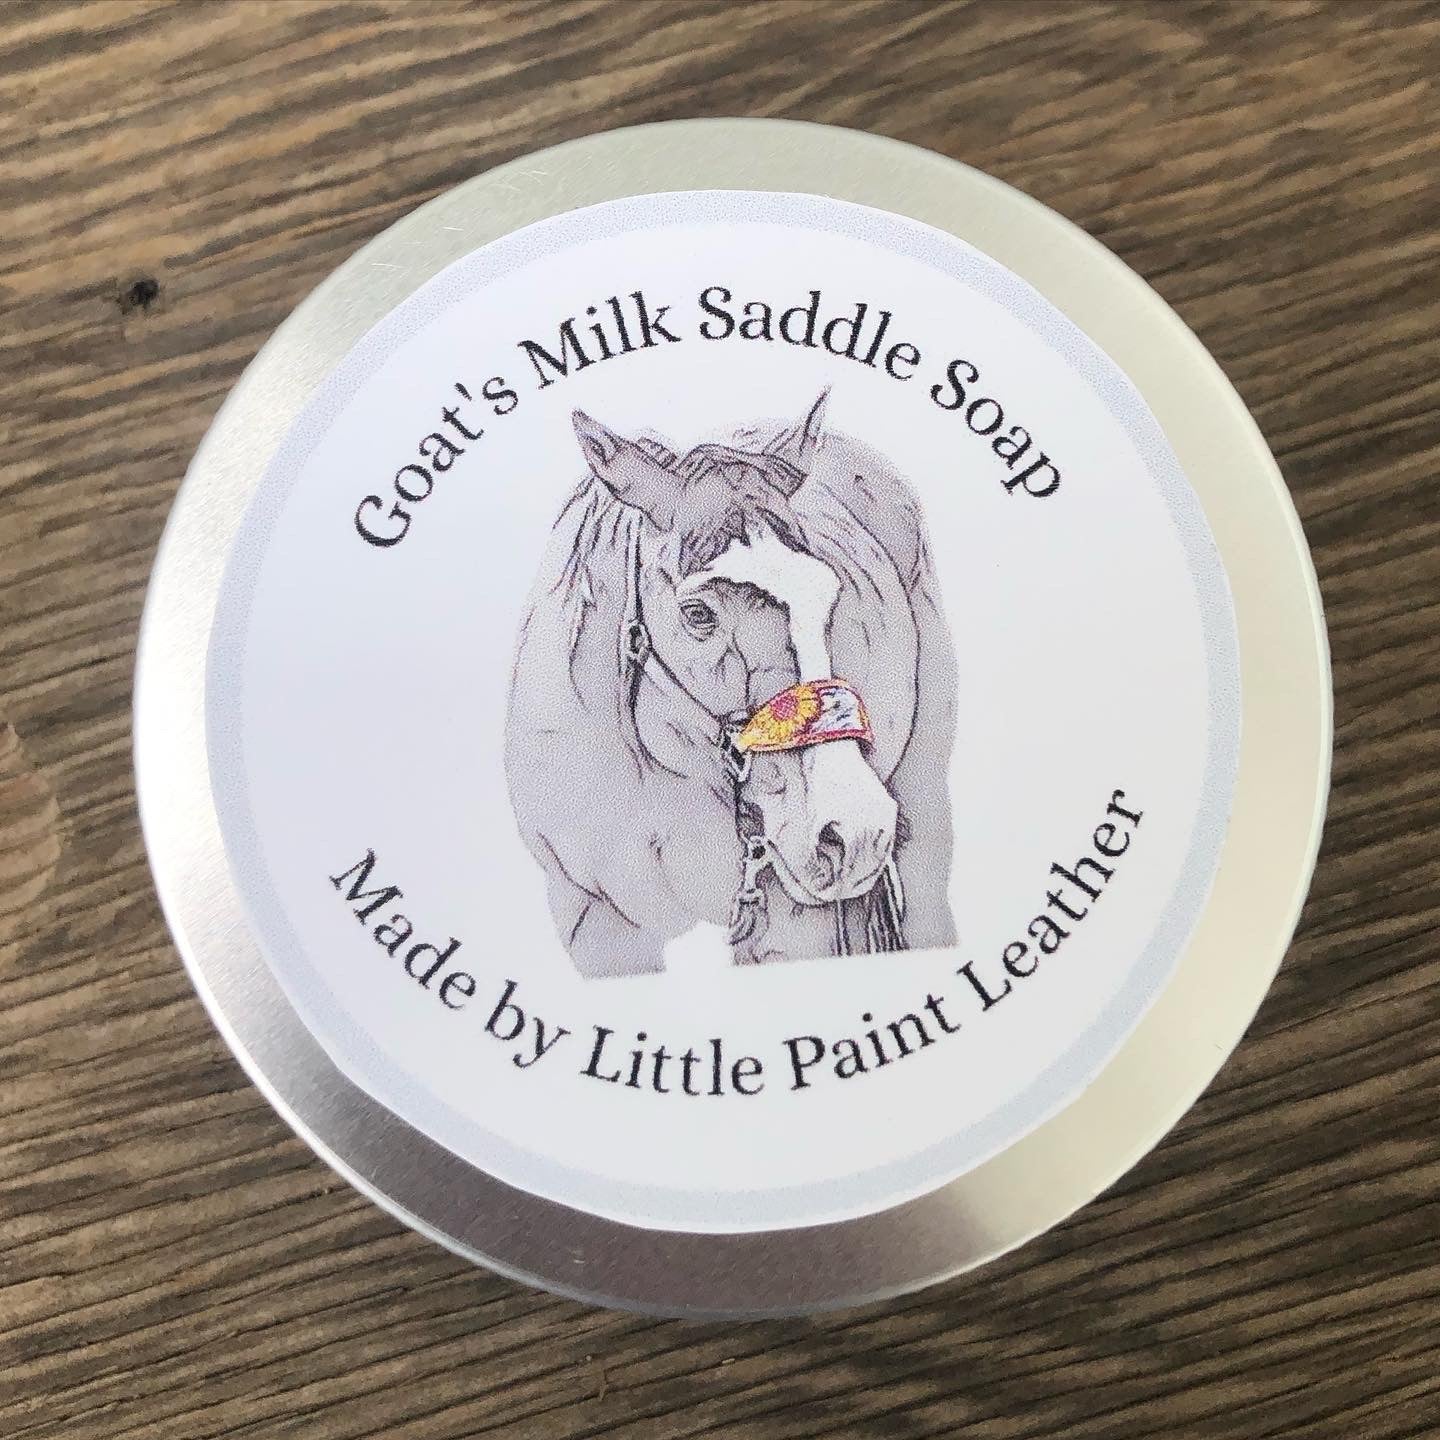 Goat's Milk Saddle Soap
Made by Little Paint Leather